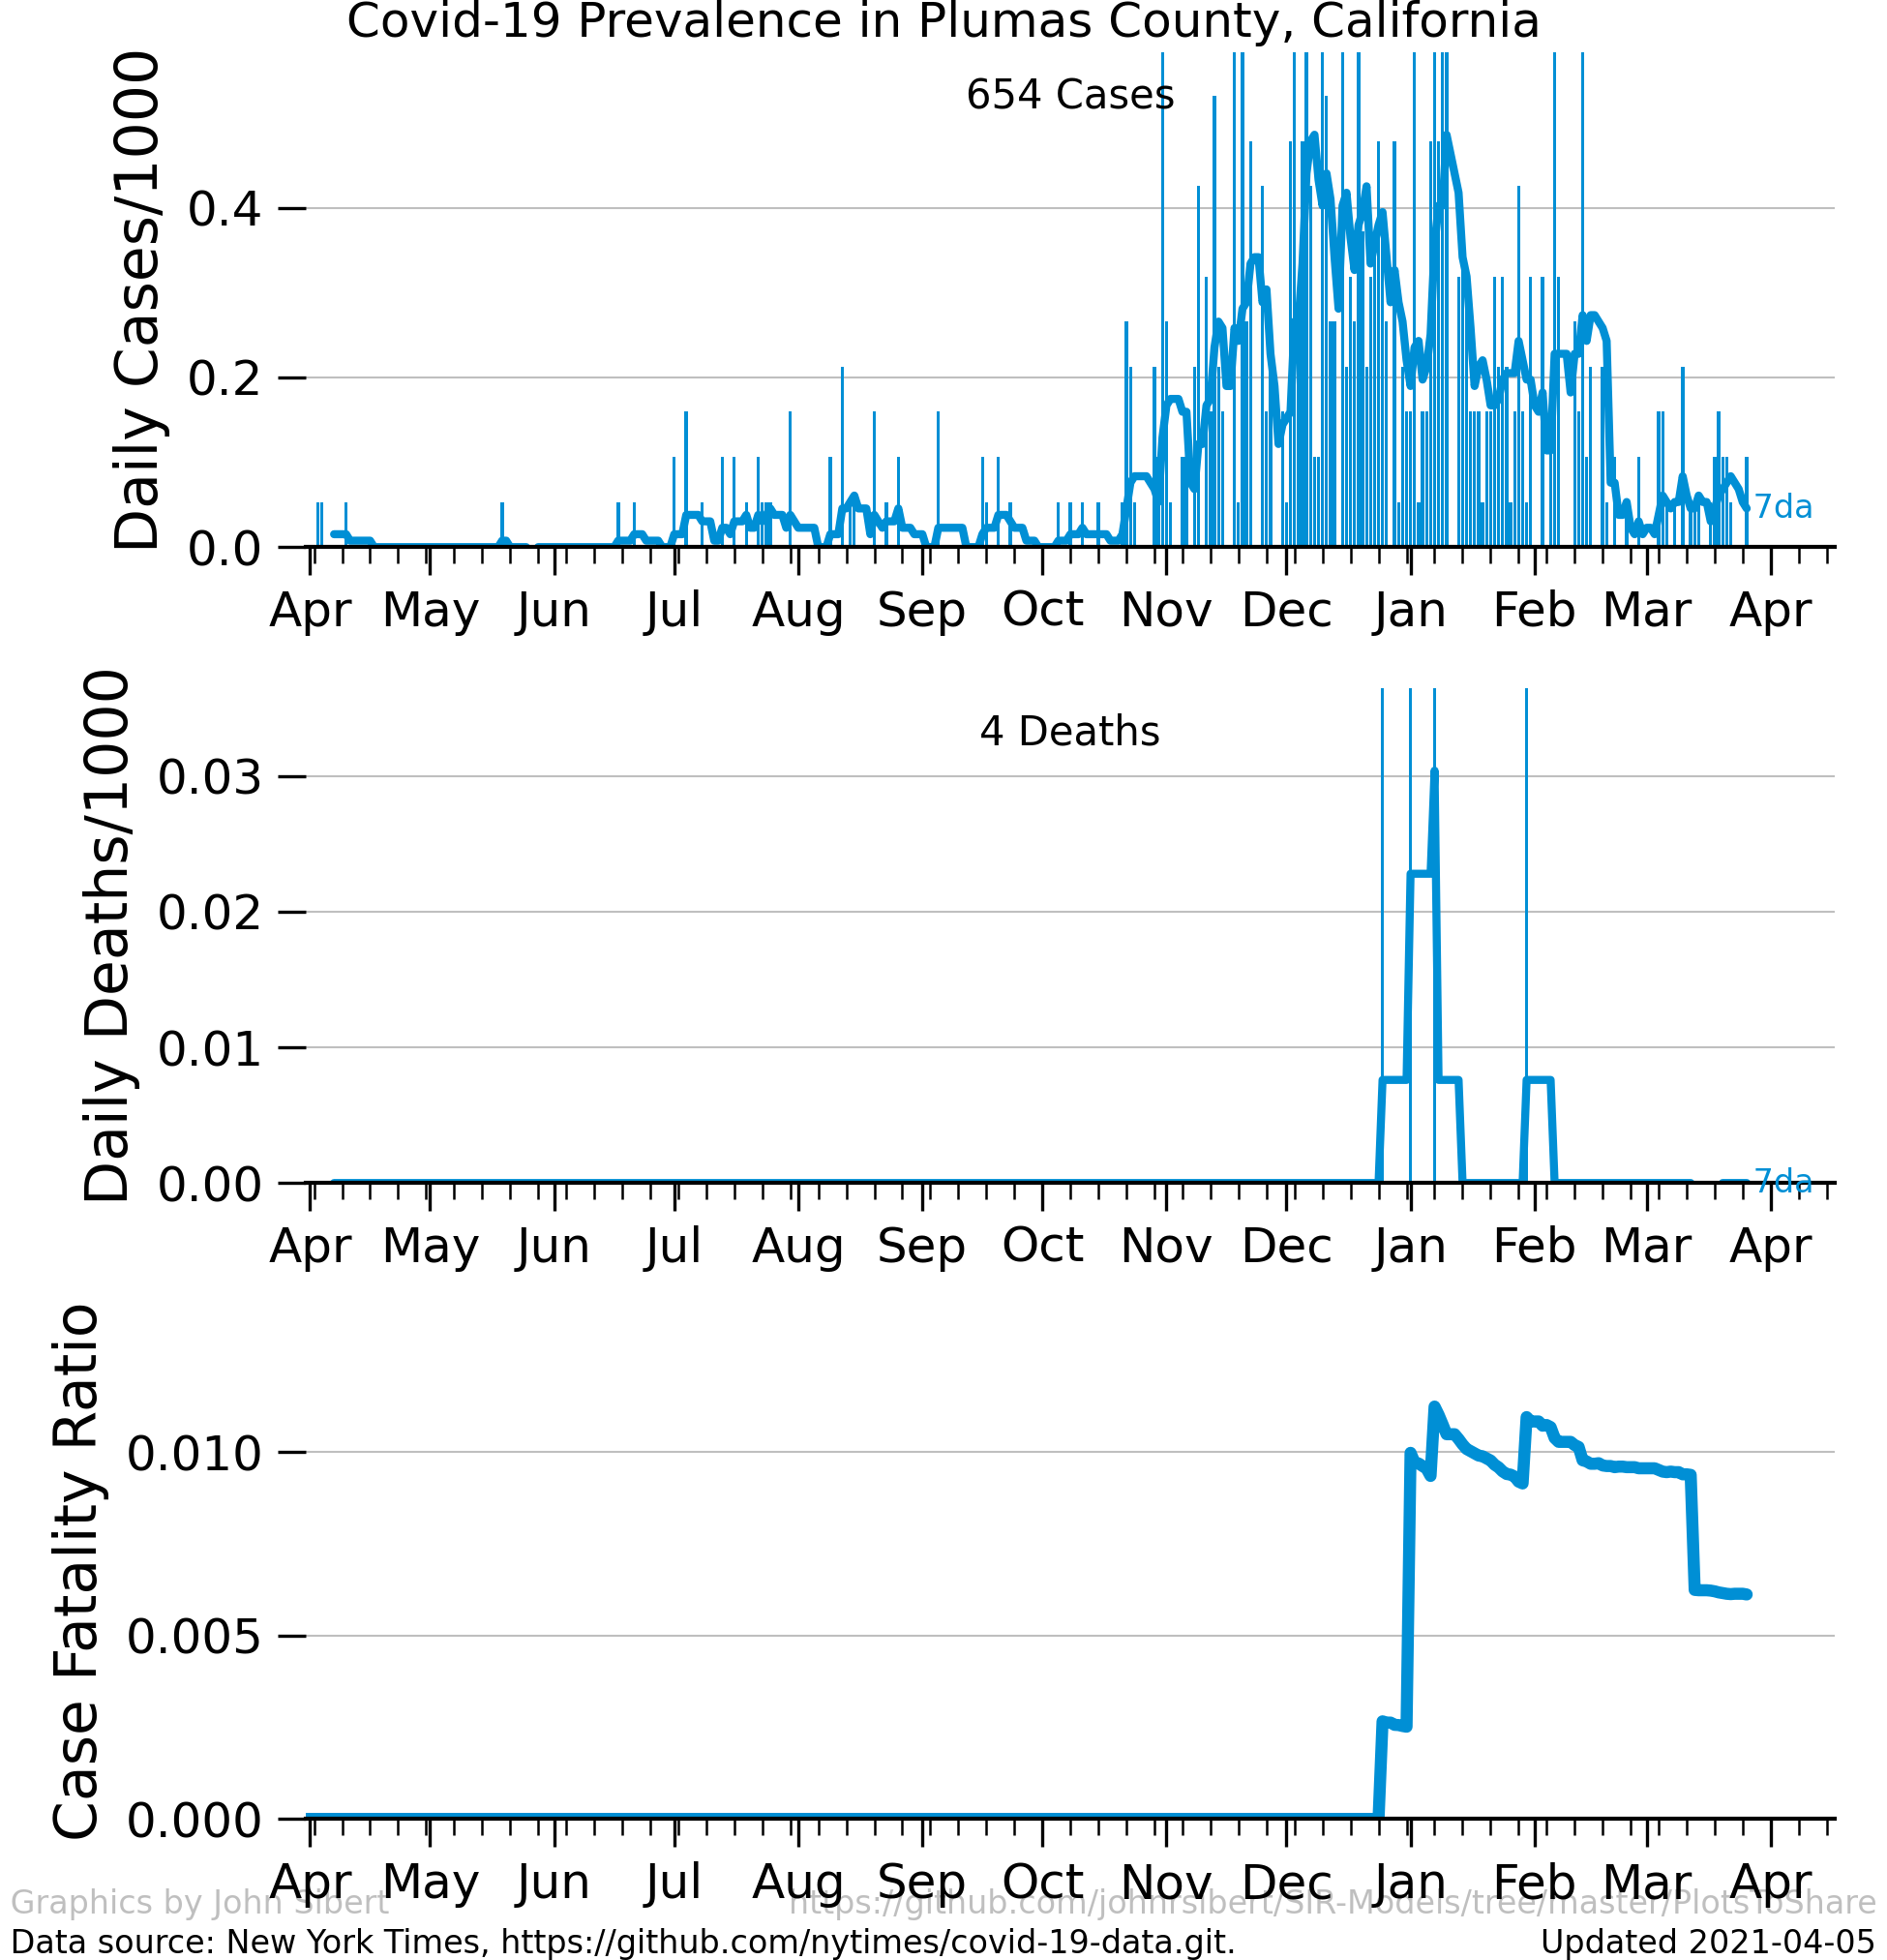 Covid-19 Prevalence in Plumas County, California
Daily Cases/1000
654 Cases
0.4
0.2
0.0
7da
Apr May Jun Jul Aug Sep Oct Nov Dec Jan Feb Mar Apr
Daily Deaths/1000
4 Deaths
0.03
0.02
0.01
0.00
7da
Apr May Jun Jul Aug Sep Oct Nov Dec Jan Feb Mar Apr
Case Fatality Ratio
0.010
0.005
0.000
Apr May Jun Jul Aug Sep Oct Nov Dec Jan Feb Mar Apr
Graphics by John Sibert https://github.com/johnrsibert/SIR-Models/tree/master/PlotsToShare
Data source: New York Times, https://github.com/nytimes/covid-19-data.git. Updated 2021-04-05